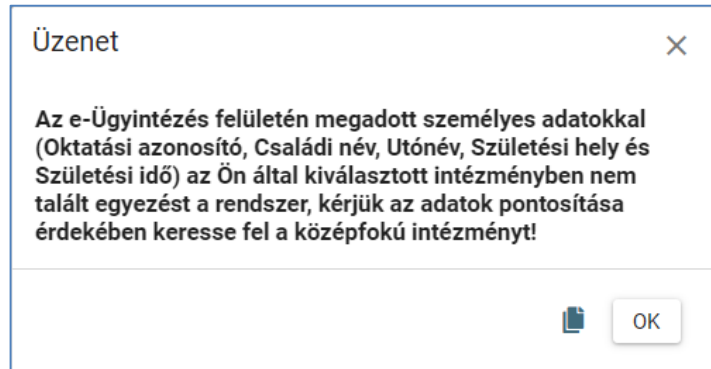 Üzenet
Az e-Ügyintézés felületén megadott személyes adatokkal
(Oktatási azonosító, Családi név, Utónév, Születési hely és
Születési idő) az Ön által kiválasztott intézményben nem
talált egyezést a rendszer, kérjük az adatok pontosítása
érdekében keresse fel a középfokú intézményt!
OK